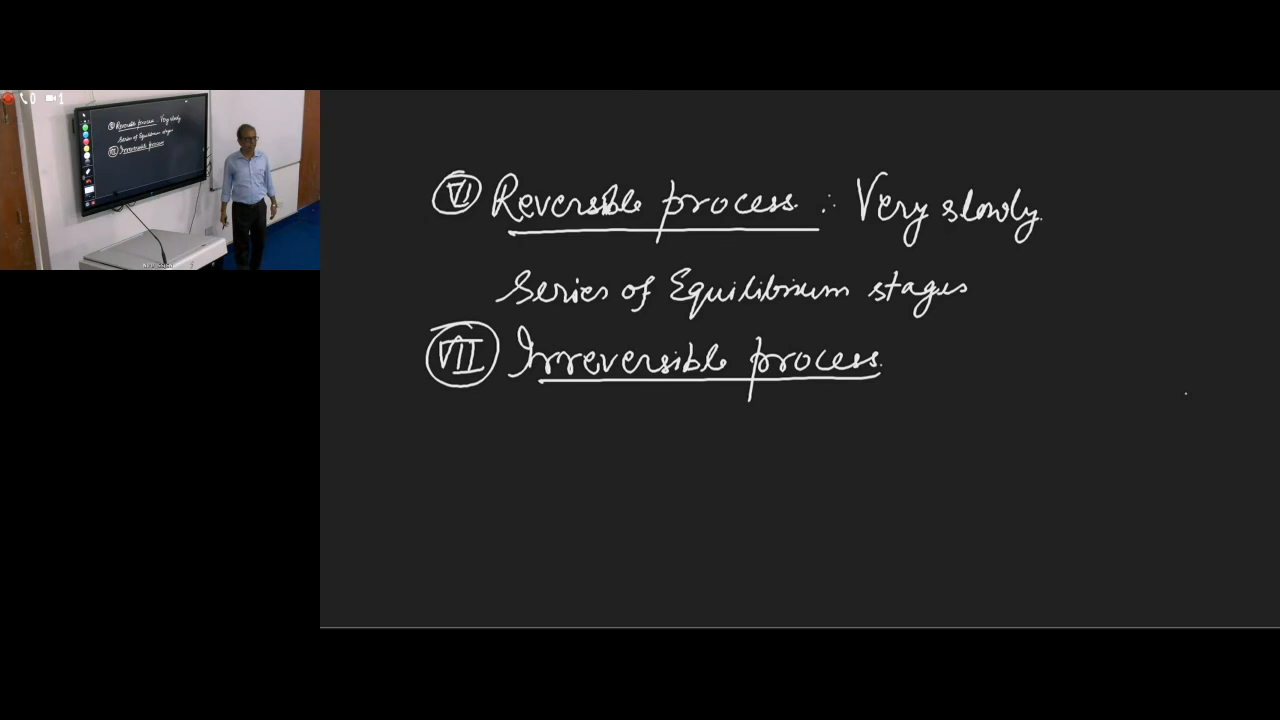 VI Reversible process : Very slowly.
Series of Equilibrium stages
VII Irreversible process.